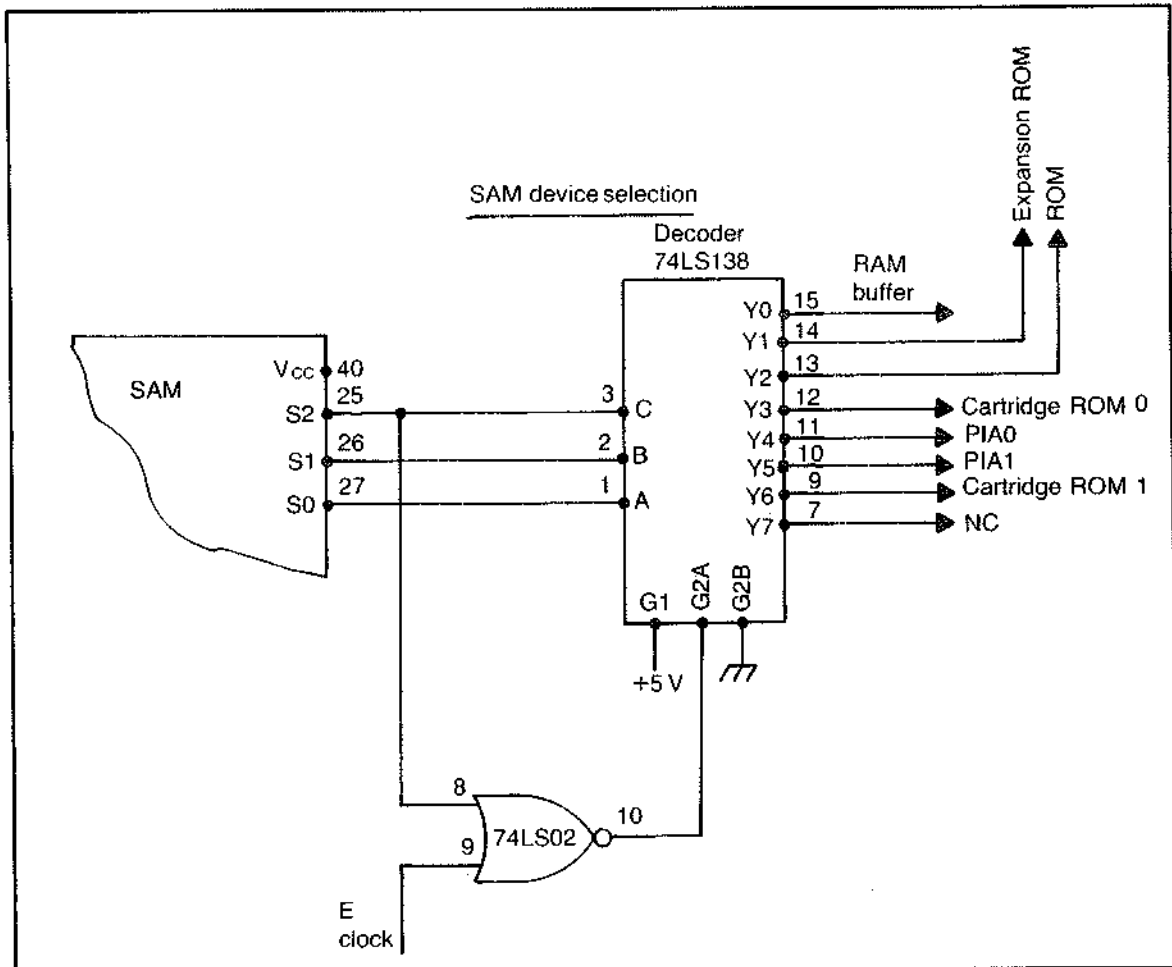 Expansion ROM
ROM
SAM device selection
Decoder
74LS138
RAM
buffer
Y0
15
Y1
14
Y2
13
Y3
12
Cartridge ROM 0
Y4
11
PIA0
Y5
10
PIA1
Y6
9
Cartridge ROM 1
Y7
7
NC
SAM
Vcc
40
S2
25
S1
26
S0
27
3
C
2
B
1
A
G1
G2A
G2B
+5 V
8
9
74LS02
10
E
clock